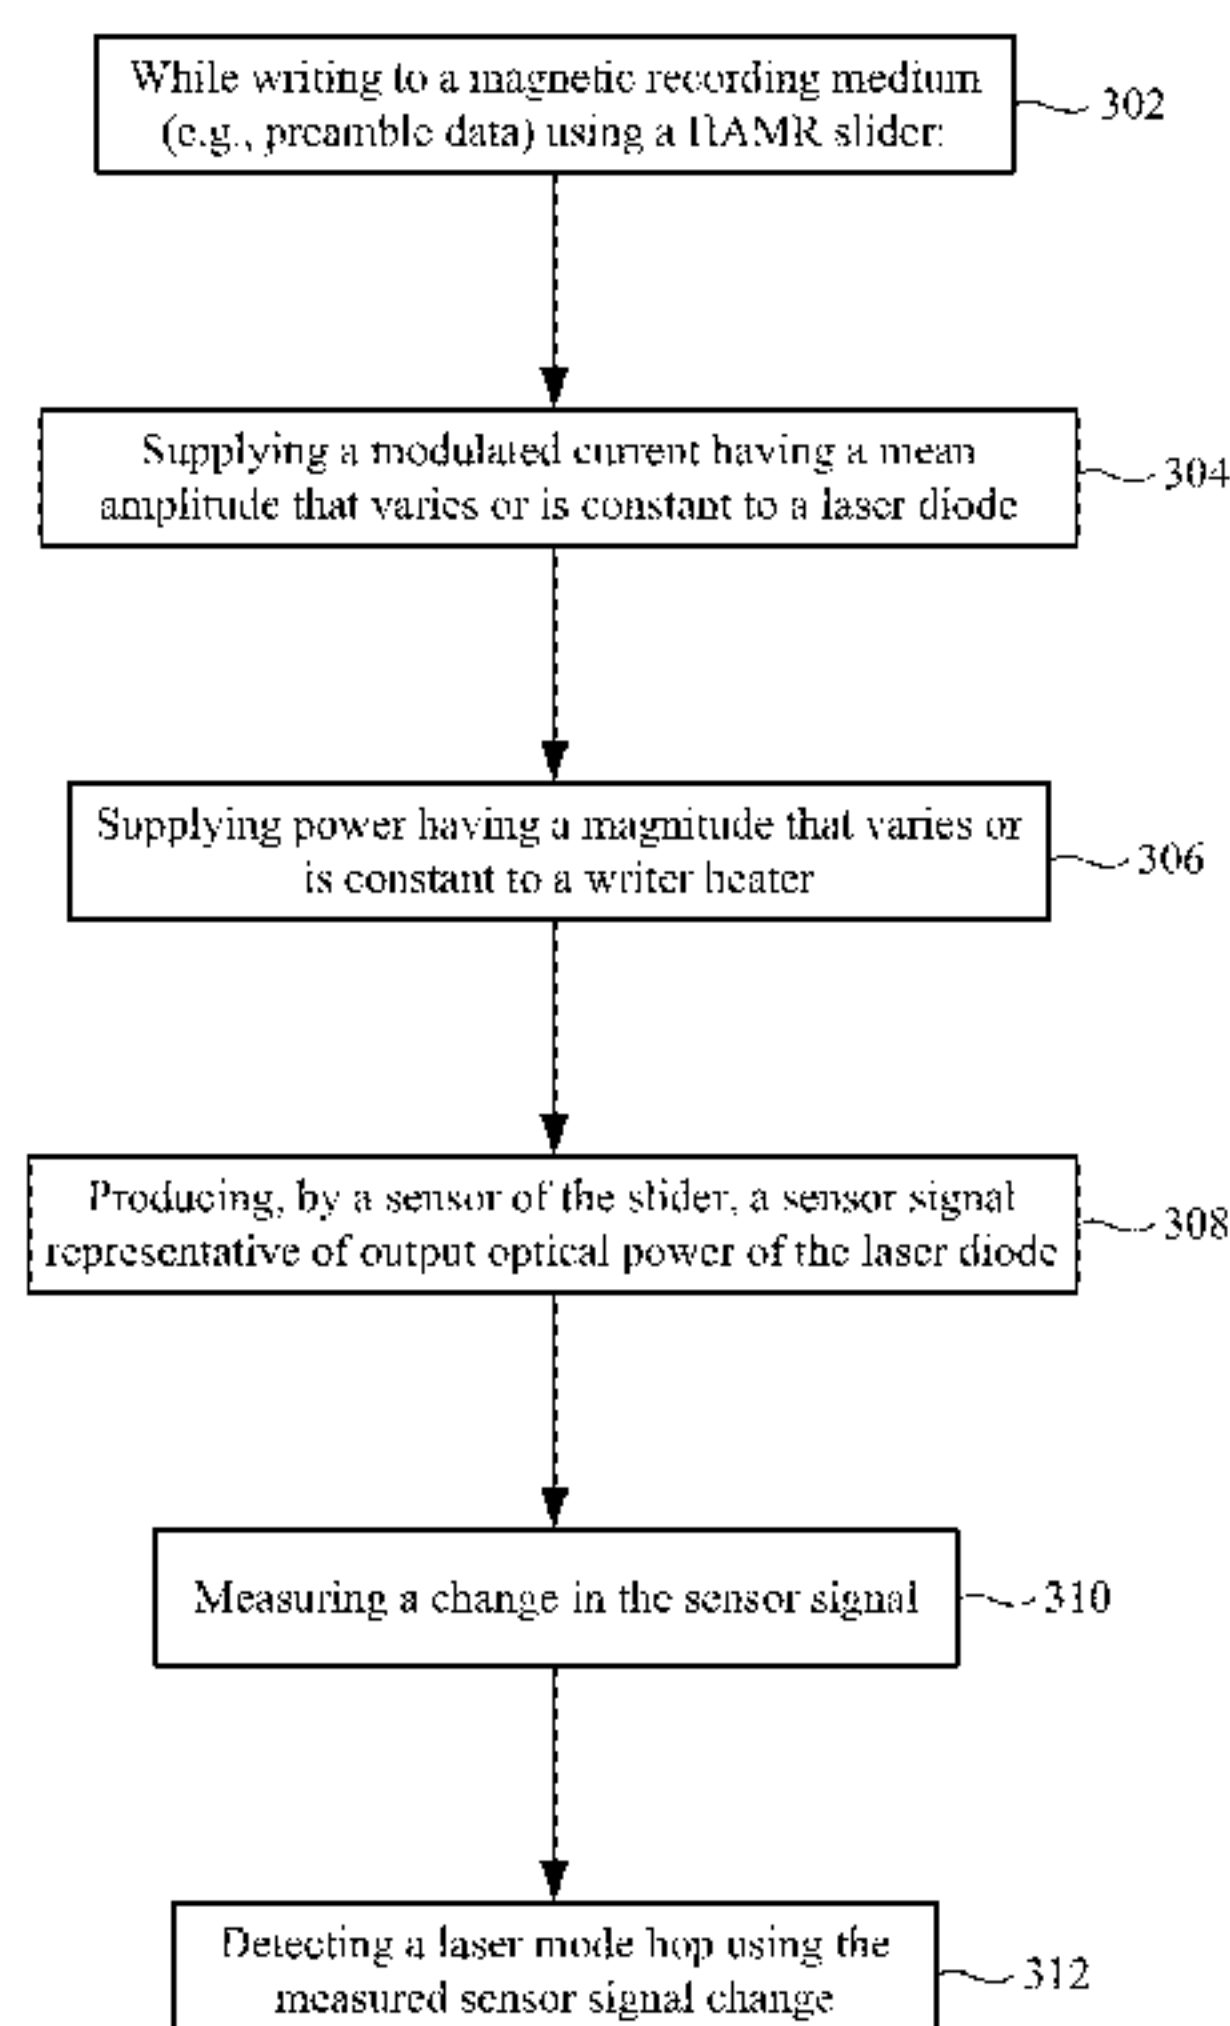 While writing to a magnetic recording medium
(e.g., preamble data) using a HAMR slider:
302
Supplying a modulated current having a mean
amplitude that varies or is constant to a laser diode
304
Supplying power having a magnitude that varies or
is constant to a writer heater
306
Producing, by a sensor of the slider, a sensor signal
representative of output optical power of the laser diode
308
Measuring a change in the sensor signal
310
Detecting a laser mode hop using the
measured sensor signal change
312